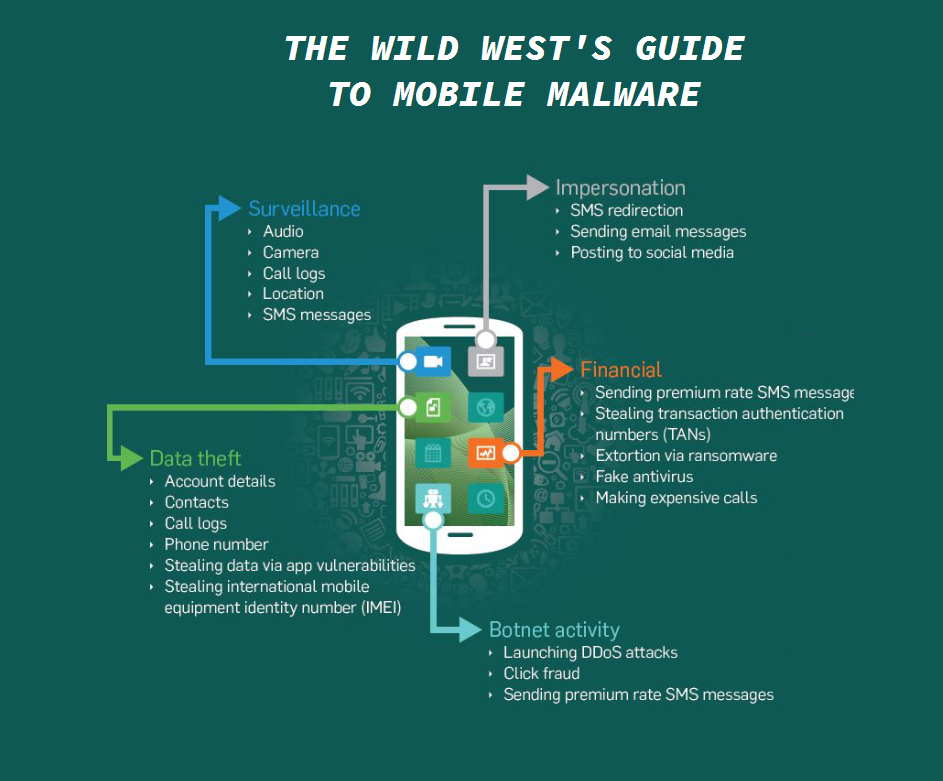 THE WILD WEST'S GUIDE
TO MOBILE MALWARE
Surveillance
Audio
Camera
Call logs
Location
SMS messages
Impersonation
SMS redirection
Sending email messages
Posting to social media
Financial
Sending premium rate SMS message
Stealing transaction authentication
numbers (TANs)
Extortion via ransomware
Fake antivirus
Making expensive calls
Data theft
Account details
Contacts
Call logs
Phone number
Stealing data via app vulnerabilities
Stealing international mobile
equipment identity number (IMEI)
Botnet activity
Launching DDoS attacks
Click fraud
Sending premium rate SMS messages